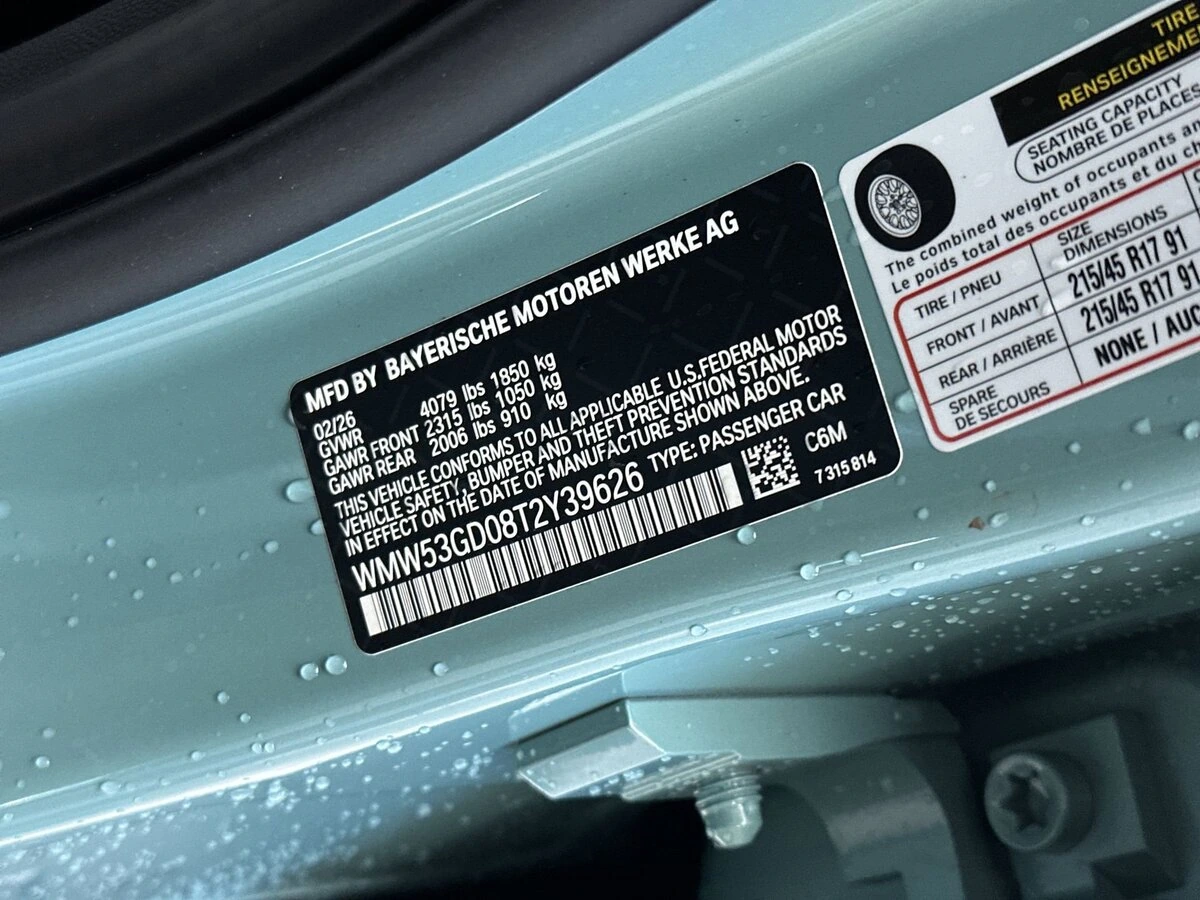 MFD BY BAYERISCHE MOTOREN WERKE AG
02/26
GVWR 4079 lbs 1850 kg
GAWR FRONT 2315 lbs 1050 kg
GAWR REAR 2006 lbs 910 kg
THIS VEHICLE CONFORMS TO ALL APPLICABLE U.S.FEDERAL MOTOR
VEHICLE SAFETY, BUMPER AND THEFT PREVENTION STANDARDS
IN EFFECT ON THE DATE OF MANUFACTURE SHOWN ABOVE.
WMW53GD08T2Y39626 TYPE: PASSENGER CAR
C6M
7315814
TIRE
RENSEIGNEME
SEATING CAPACITY
NOMBRE DE PLACES
The combined weight of occupants an
Le poids total des occupants et du ch
TIRE / PNEU
SIZE
DIMENSIONS
FRONT / AVANT 215/45 R17 91
REAR / ARRIÈRE 215/45 R17 91
SPARE
DE SECOURS
NONE / AU